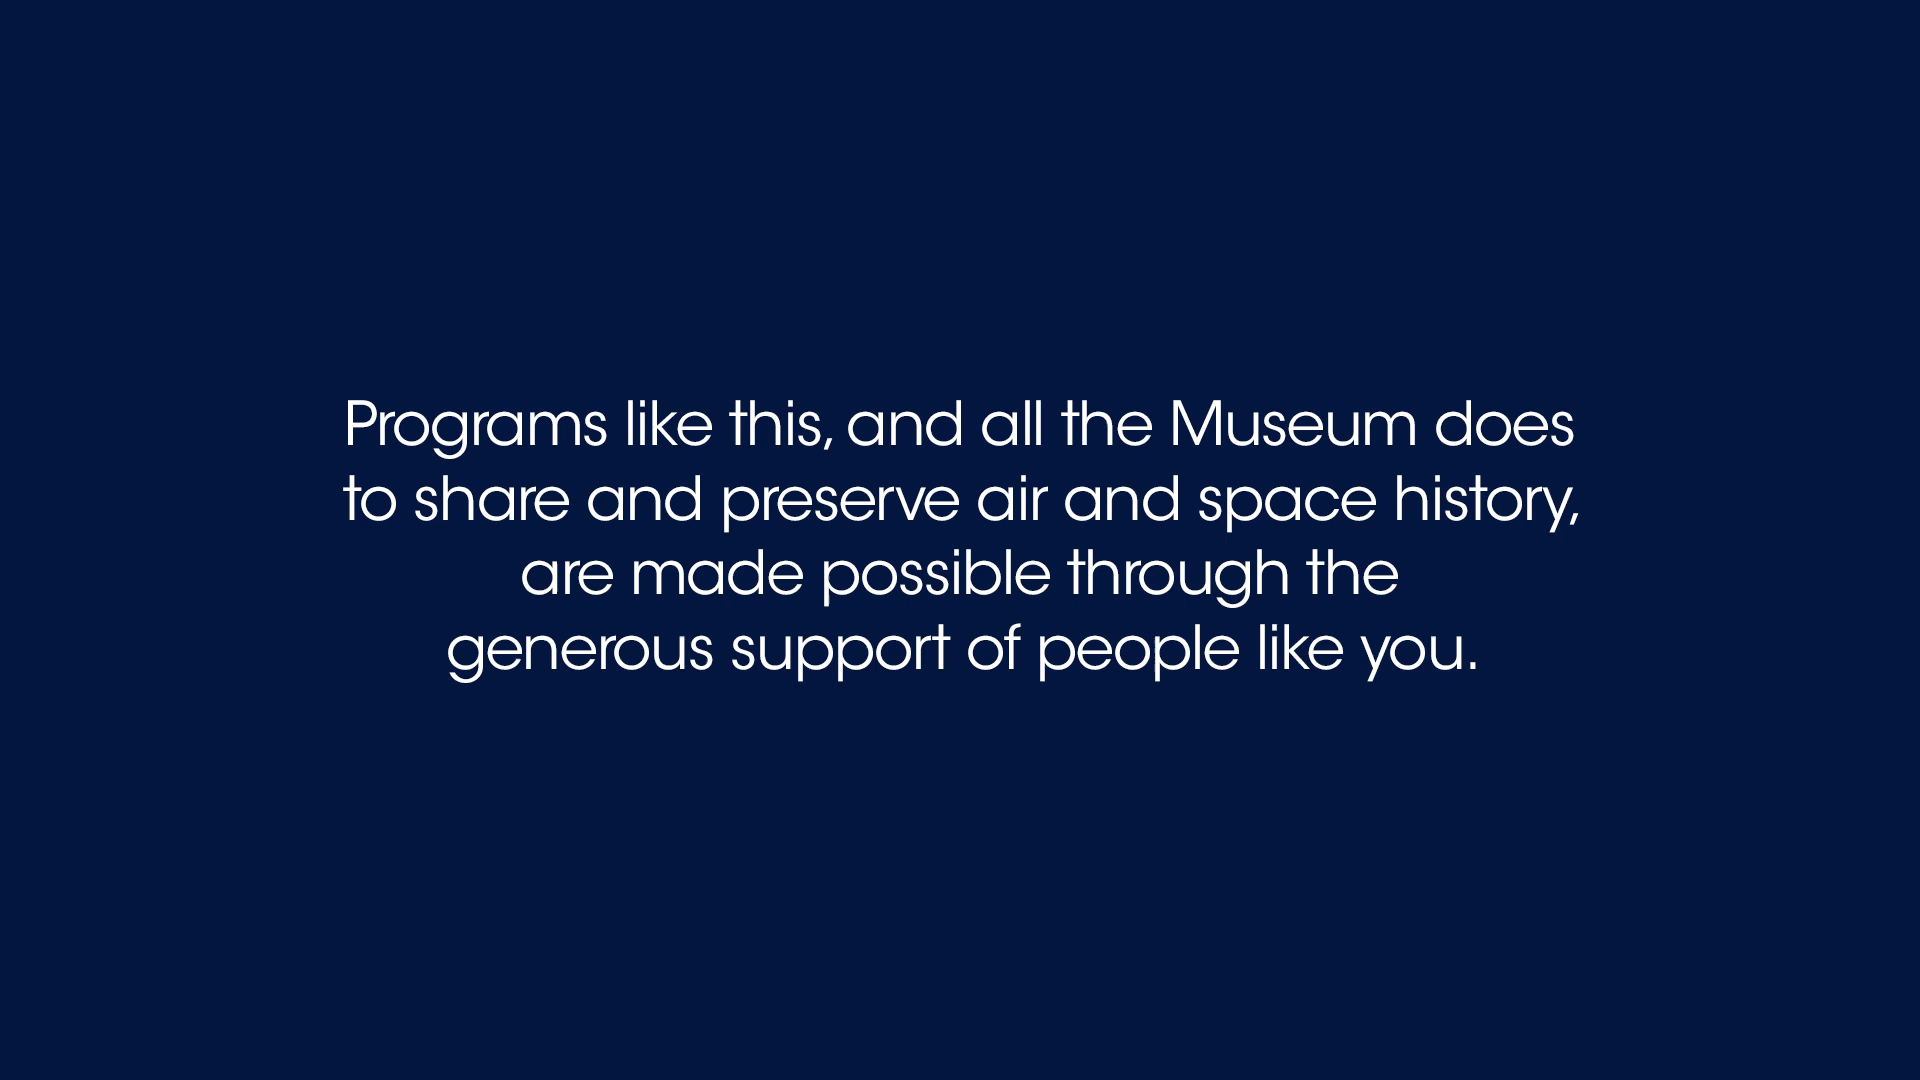 Programs like this, and all the Museum does
to share and preserve air and space history,
are made possible through the
generous support of people like you.